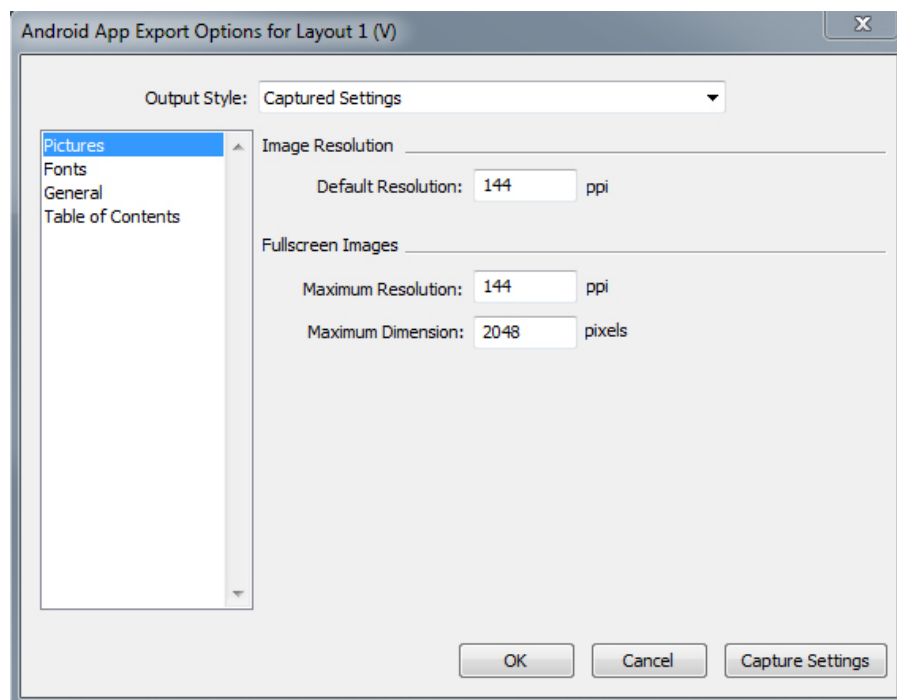 Android App Export Options for Layout 1 (V)
Output Style: Captured Settings
Pictures
Fonts
General
Table of Contents
Image Resolution
Default Resolution: 144 ppi
Fullscreen Images
Maximum Resolution: 144 ppi
Maximum Dimension: 2048 pixels
OK Cancel Capture Settings